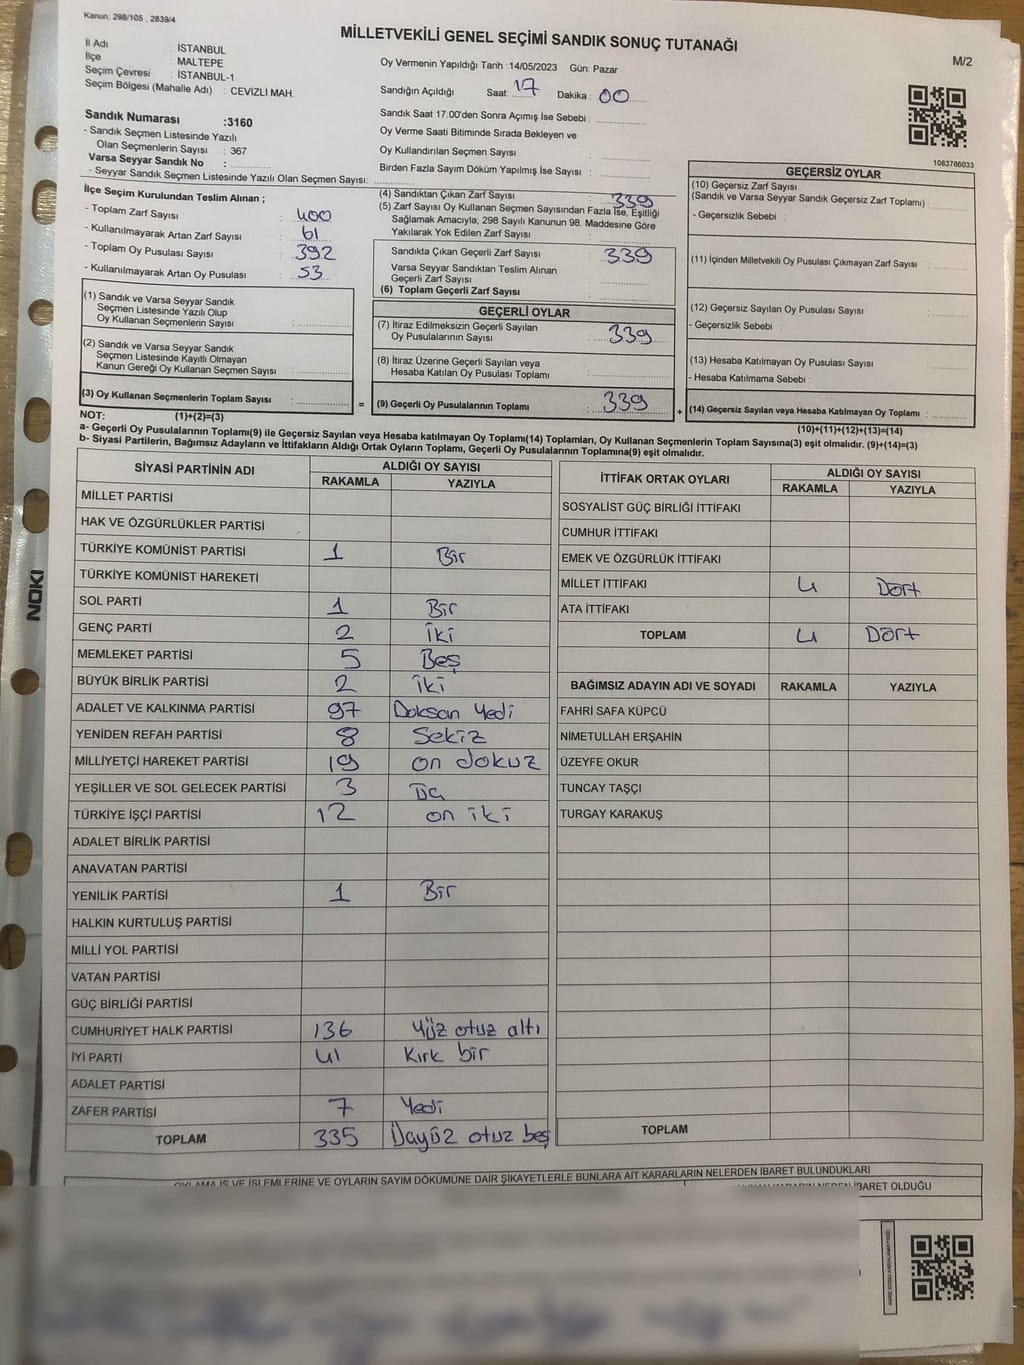 Kanun; 298/105 , 2839/4
MİLLETVEKİLİ GENEL SEÇİMİ SANDIK SONUÇ TUTANAĞI
M/2
İl Adı : İSTANBUL
İlçe : MALTEPE
Seçim Çevresi : İSTANBUL-1
Seçim Bölgesi (Mahalle Adı) : CEVİZLİ MAH.
Sandık Numarası :3160
- Sandık Seçmen Listesinde Yazılı
Olan Seçmenlerin Sayısı : 367
Varsa Seyyar Sandık No :
- Seyyar Sandık Seçmen Listesinde Yazılı Olan Seçmen Sayısı:
Oy Vermenin Yapıldığı Tarih :14/05/2023 Gün: Pazar
Sandığın Açıldığı Saat: 17 Dakika : 00
Sandık Saat 17:00'den Sonra Açımış İse Sebebi :
Oy Verme Saati Bitiminde Sırada Bekleyen ve
Oy Kullandırılan Seçmen Sayısı :
Birden Fazla Sayım Döküm Yapılmış İse Sayısı :
1083786033
İlçe Seçim Kurulundan Teslim Alınan ;
- Toplam Zarf Sayısı : 400
- Kullanılmayarak Artan Zarf Sayısı : 61
- Toplam Oy Pusulası Sayısı : 392
- Kullanılmayarak Artan Oy Pusulası : 53
(1) Sandık ve Varsa Seyyar Sandık
Seçmen Listesinde Yazılı Olup
Oy Kullanan Seçmenlerin Sayısı :
(2) Sandık ve Varsa Seyyar Sandık
Seçmen Listesinde Kayıtlı Olmayan
Kanun Gereği Oy Kullanan Seçmen Sayısı :
(3) Oy Kullanan Seçmenlerin Toplam Sayısı : =
(1)+(2)=(3)
(4) Sandıktan Çıkan Zarf Sayısı : 339
(5) Zarf Sayısı Oy Kullanan Seçmen Sayısından Fazla İse, Eşitliği
Sağlamak Amacıyla; 298 Sayılı Kanunun 98. Maddesine Göre
Yakılarak Yok Edilen Zarf Sayısı :
Sandıkta Çıkan Geçerli Zarf Sayısı : 339
Varsa Seyyar Sandıktan Teslim Alınan
Geçerli Zarf Sayısı :
(6) Toplam Geçerli Zarf Sayısı :
GEÇERLİ OYLAR
(7) İtiraz Edilmeksizin Geçerli Sayılan
Oy Pusulalarının Sayısı : 339
(8) İtiraz Üzerine Geçerli Sayılan veya
Hesaba Katılan Oy Pusulası Toplamı :
(9) Geçerli Oy Pusulalarının Toplamı : 339 +
GEÇERSİZ OYLAR
(10) Geçersiz Zarf Sayısı
(Sandık ve Varsa Seyyar Sandık Geçersiz Zarf Toplamı) :
- Geçersizlik Sebebi :
(11) İçinden Milletvekili Oy Pusulası Çıkmayan Zarf Sayısı :
(12) Geçersiz Sayılan Oy Pusulası Sayısı :
- Geçersizlik Sebebi :
(13) Hesaba Katılmayan Oy Pusulası Sayısı :
- Hesaba Katılmama Sebebi :
(14) Geçersiz Sayılan veya Hesaba Katılmayan Oy Toplamı :
(10)+(11)+(12)+(13)=(14)
NOT:
a- Geçerli Oy Pusulalarının Toplamı(9) ile Geçersiz Sayılan veya Hesaba katılmayan Oy Toplamı(14) Toplamları, Oy Kullanan Seçmenlerin Toplam Sayısına(3) eşit olmalıdır. (9)+(14)=(3)
b- Siyasi Partilerin, Bağımsız Adayların ve İttifakların Aldığı Ortak Oyların Toplamı, Geçerli Oy Pusulalarının Toplamına(9) eşit olmalıdır.
SİYASİ PARTİNİN ADI ALDIĞI OY SAYISI
RAKAMLA YAZIYLA
MİLLET PARTİSİ
HAK VE ÖZGÜRLÜKLER PARTİSİ
TÜRKİYE KOMÜNİST PARTİSİ 1 Bir
TÜRKİYE KOMÜNİST HAREKETİ
SOL PARTİ 1 Bir
GENÇ PARTİ 2 iki
MEMLEKET PARTİSİ 5 Beş
BÜYÜK BİRLİK PARTİSİ 2 iki
ADALET VE KALKINMA PARTİSİ 97 Doksan Yedi
YENİDEN REFAH PARTİSİ 8 Sekiz
MİLLİYETÇİ HAREKET PARTİSİ 19 on dokuz
YEŞİLLER VE SOL GELECEK PARTİSİ 3 Üç
TÜRKİYE İŞÇİ PARTİSİ 12 on iki
ADALET BİRLİK PARTİSİ
ANAVATAN PARTİSİ
YENİLİK PARTİSİ 1 Bir
HALKIN KURTULUŞ PARTİSİ
MİLLİ YOL PARTİSİ
VATAN PARTİSİ
GÜÇ BİRLİĞİ PARTİSİ
CUMHURİYET HALK PARTİSİ 136 Yüz otuz altı
İYİ PARTİ 41 Kırk bir
ADALET PARTİSİ
ZAFER PARTİSİ 7 Yedi
TOPLAM 335 Üçyüz otuz beş
İTTİFAK ORTAK OYLARI ALDIĞI OY SAYISI
RAKAMLA YAZIYLA
SOSYALİST GÜÇ BİRLİĞİ İTTİFAKI
CUMHUR İTTİFAKI
EMEK VE ÖZGÜRLÜK İTTİFAKI
MİLLET İTTİFAKI 4 Dört
ATA İTTİFAKI
TOPLAM 4 Dört
BAĞIMSIZ ADAYIN ADI VE SOYADI RAKAMLA YAZIYLA
FAHRİ SAFA KÜPCÜ
NİMETULLAH ERŞAHİN
ÜZEYFE OKUR
TUNCAY TAŞÇI
TURGAY KARAKUŞ
TOPLAM
OYLAMA İŞ VE İŞLEMLERİNE VE OYLARIN SAYIM DÖKÜMÜNE DAİR ŞİKAYETLERLE BUNLARA AİT KARARLARIN NELERDEN İBARET BULUNDUKLARI
KARARIN NEDEN İBARET OLDUĞU
NOKI